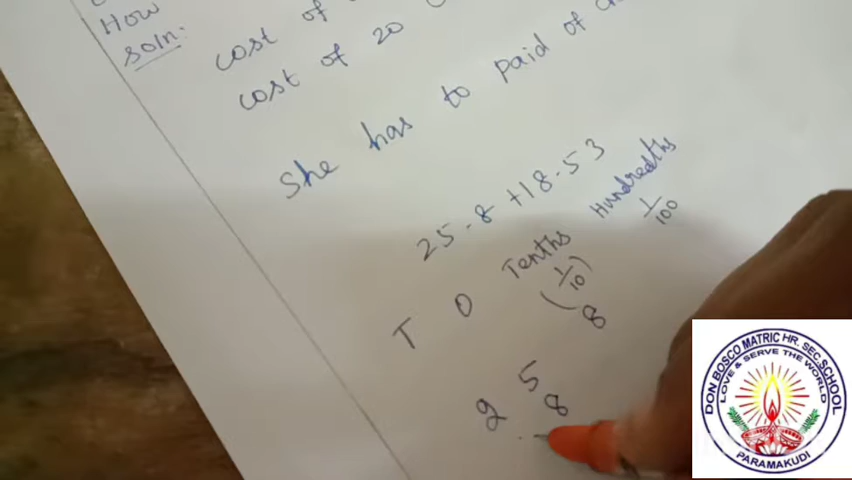 How
Soln:
cost of
cost of 20
She has to paid of
25.8 + 18.53
T O Tenths Hundredths
(1/10) 1/100
8
2 5
8
DON BOSCO MATRIC HR. SEC. SCHOOL
LOVE & SERVE THE WORLD
PARAMAKUDI